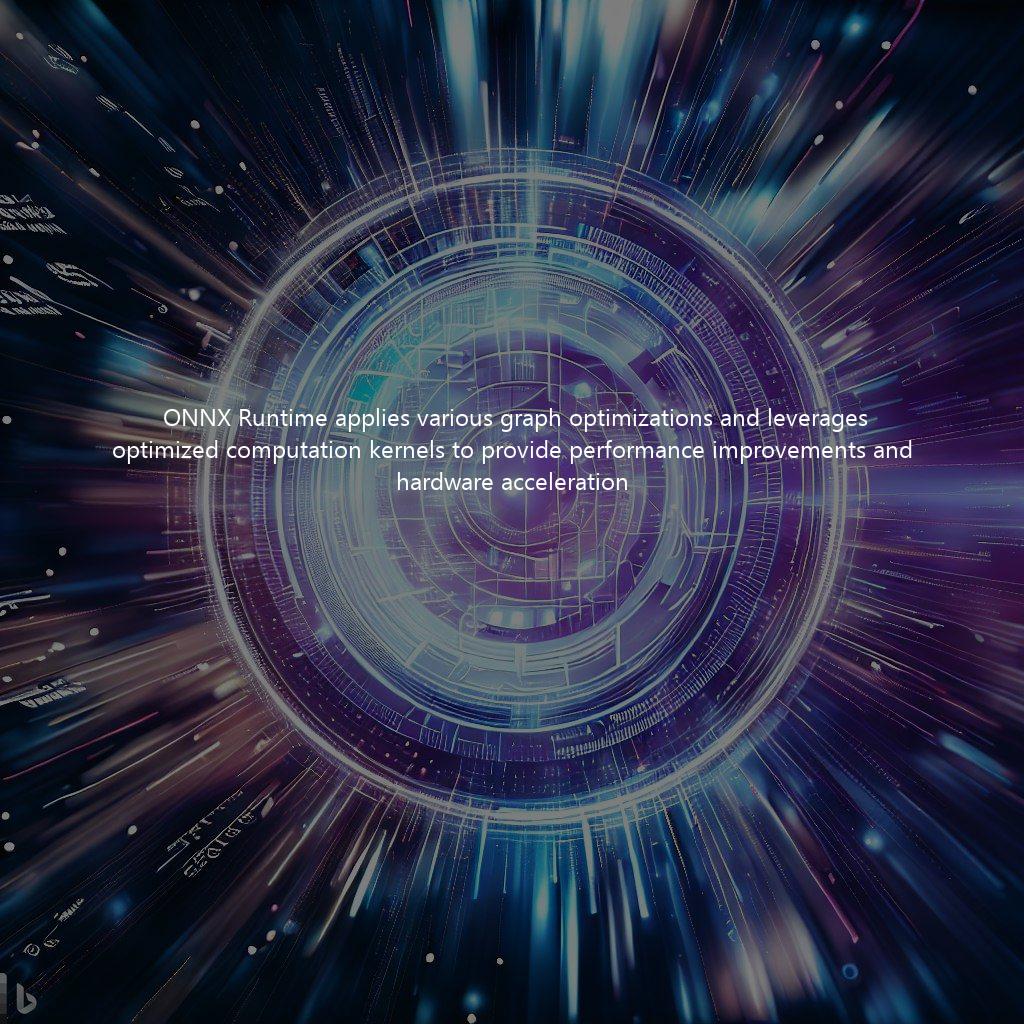 ONNX Runtime applies various graph optimizations and leverages
optimized computation kernels to provide performance improvements and
hardware acceleration